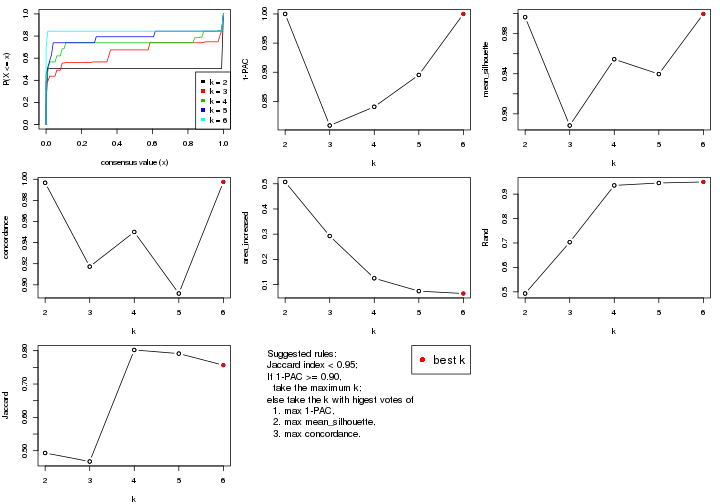 P(X <= x)
0.0 0.2 0.4 0.6 0.8 1.0
0.0 0.2 0.4 0.6 0.8 1.0
consensus value (x)
k = 2
k = 3
k = 4
k = 5
k = 6
1-PAC
0.85 0.90 0.95 1.00
2 3 4 5 6
k
mean_silhouette
0.90 0.94 0.98
2 3 4 5 6
k
concordance
0.90 0.92 0.94 0.96 0.98 1.00
2 3 4 5 6
k
area_increased
0.1 0.2 0.3 0.4 0.5
2 3 4 5 6
k
Rand
0.5 0.6 0.7 0.8 0.9
2 3 4 5 6
k
Jaccard
0.50 0.60 0.70 0.80
2 3 4 5 6
k
Suggested rules:
Jaccard index < 0.95;
If 1-PAC >= 0.90,
take the maximum k;
else take the k with higest votes of
1. max 1-PAC,
2. max mean_silhouette,
3. max concordance.
best k